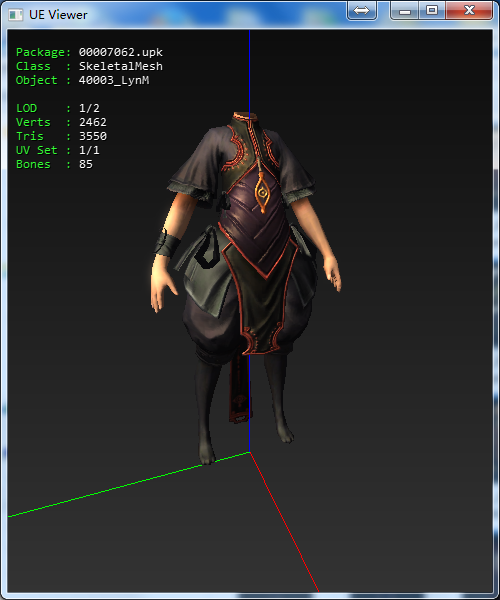 UE Viewer
Package: 00007062.upk
Class : SkeletalMesh
Object : 40003_LynM
LOD : 1/2
Verts : 2462
Tris : 3550
UV Set : 1/1
Bones : 85